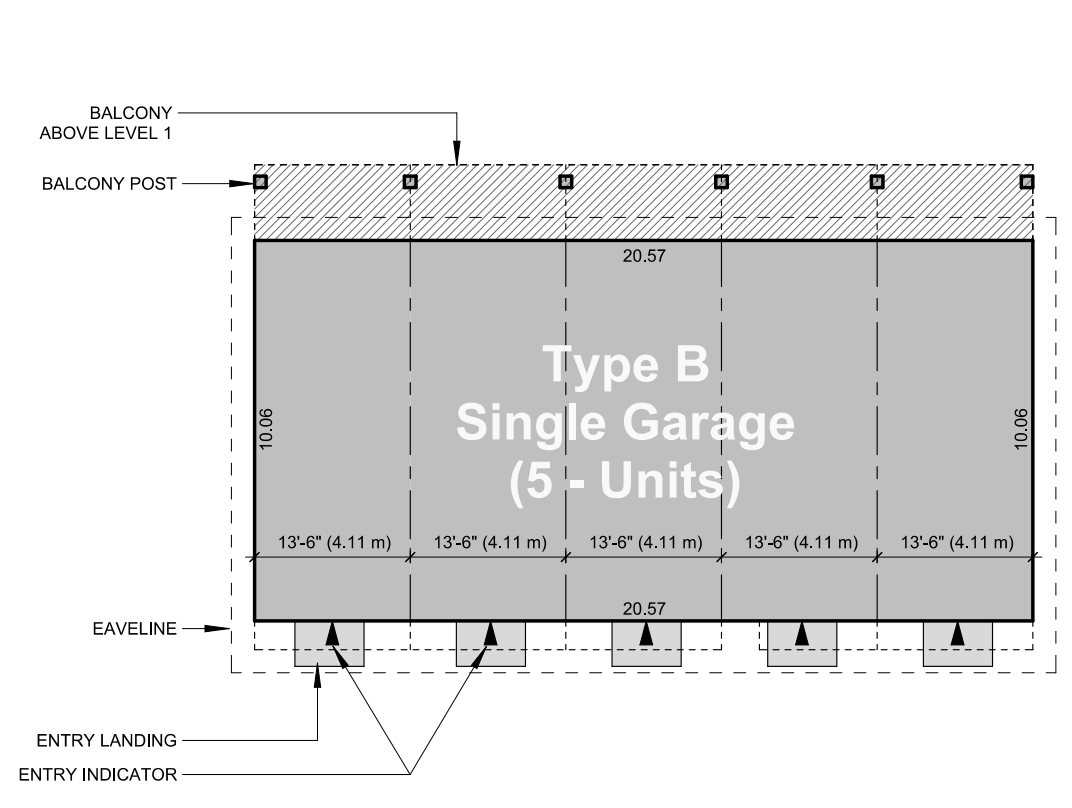 BALCONY
ABOVE LEVEL 1
BALCONY POST
20.57
Type B
Single Garage
(5 - Units)
10.06
10.06
13'-6" (4.11 m)
13'-6" (4.11 m)
13'-6" (4.11 m)
13'-6" (4.11 m)
13'-6" (4.11 m)
20.57
EAVELINE
ENTRY LANDING
ENTRY INDICATOR